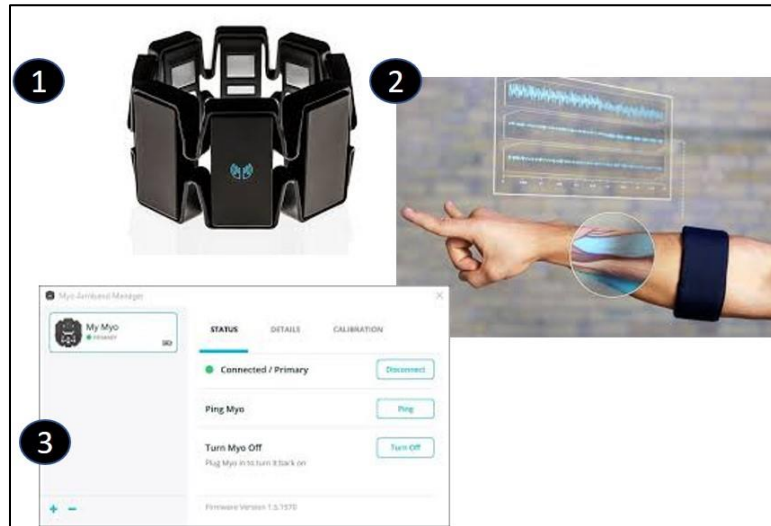 1
2
Myo Armband Manager
My Myo
STATUS DETAILS CALIBRATION
Connected / Primary Disconnect
Ping Myo Ping
3
Turn Myo Off Turn Off
Plug Myo in to turn it back on
+ -